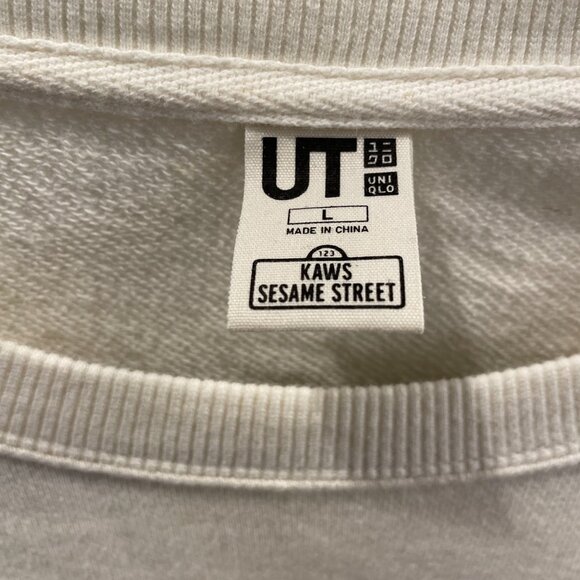 UT ユニ
クロ
UNI
QLO
L
MADE IN CHINA
123
KAWS
SESAME STREET